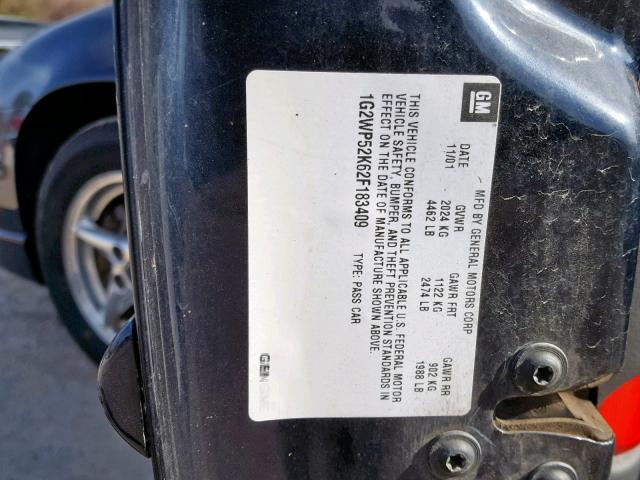 GM
MFD BY GENERAL MOTORS CORP
DATE GVWR GAWR FRT GAWR RR
11/01 2024 KG 1122 KG 902 KG
4462 LB 2474 LB 1988 LB
THIS VEHICLE CONFORMS TO ALL APPLICABLE U.S. FEDERAL MOTOR
VEHICLE SAFETY, BUMPER, AND THEFT PREVENTION STANDARDS IN
EFFECT ON THE DATE OF MANUFACTURE SHOWN ABOVE.
1G2WP52K62F183409 TYPE: PASS CAR